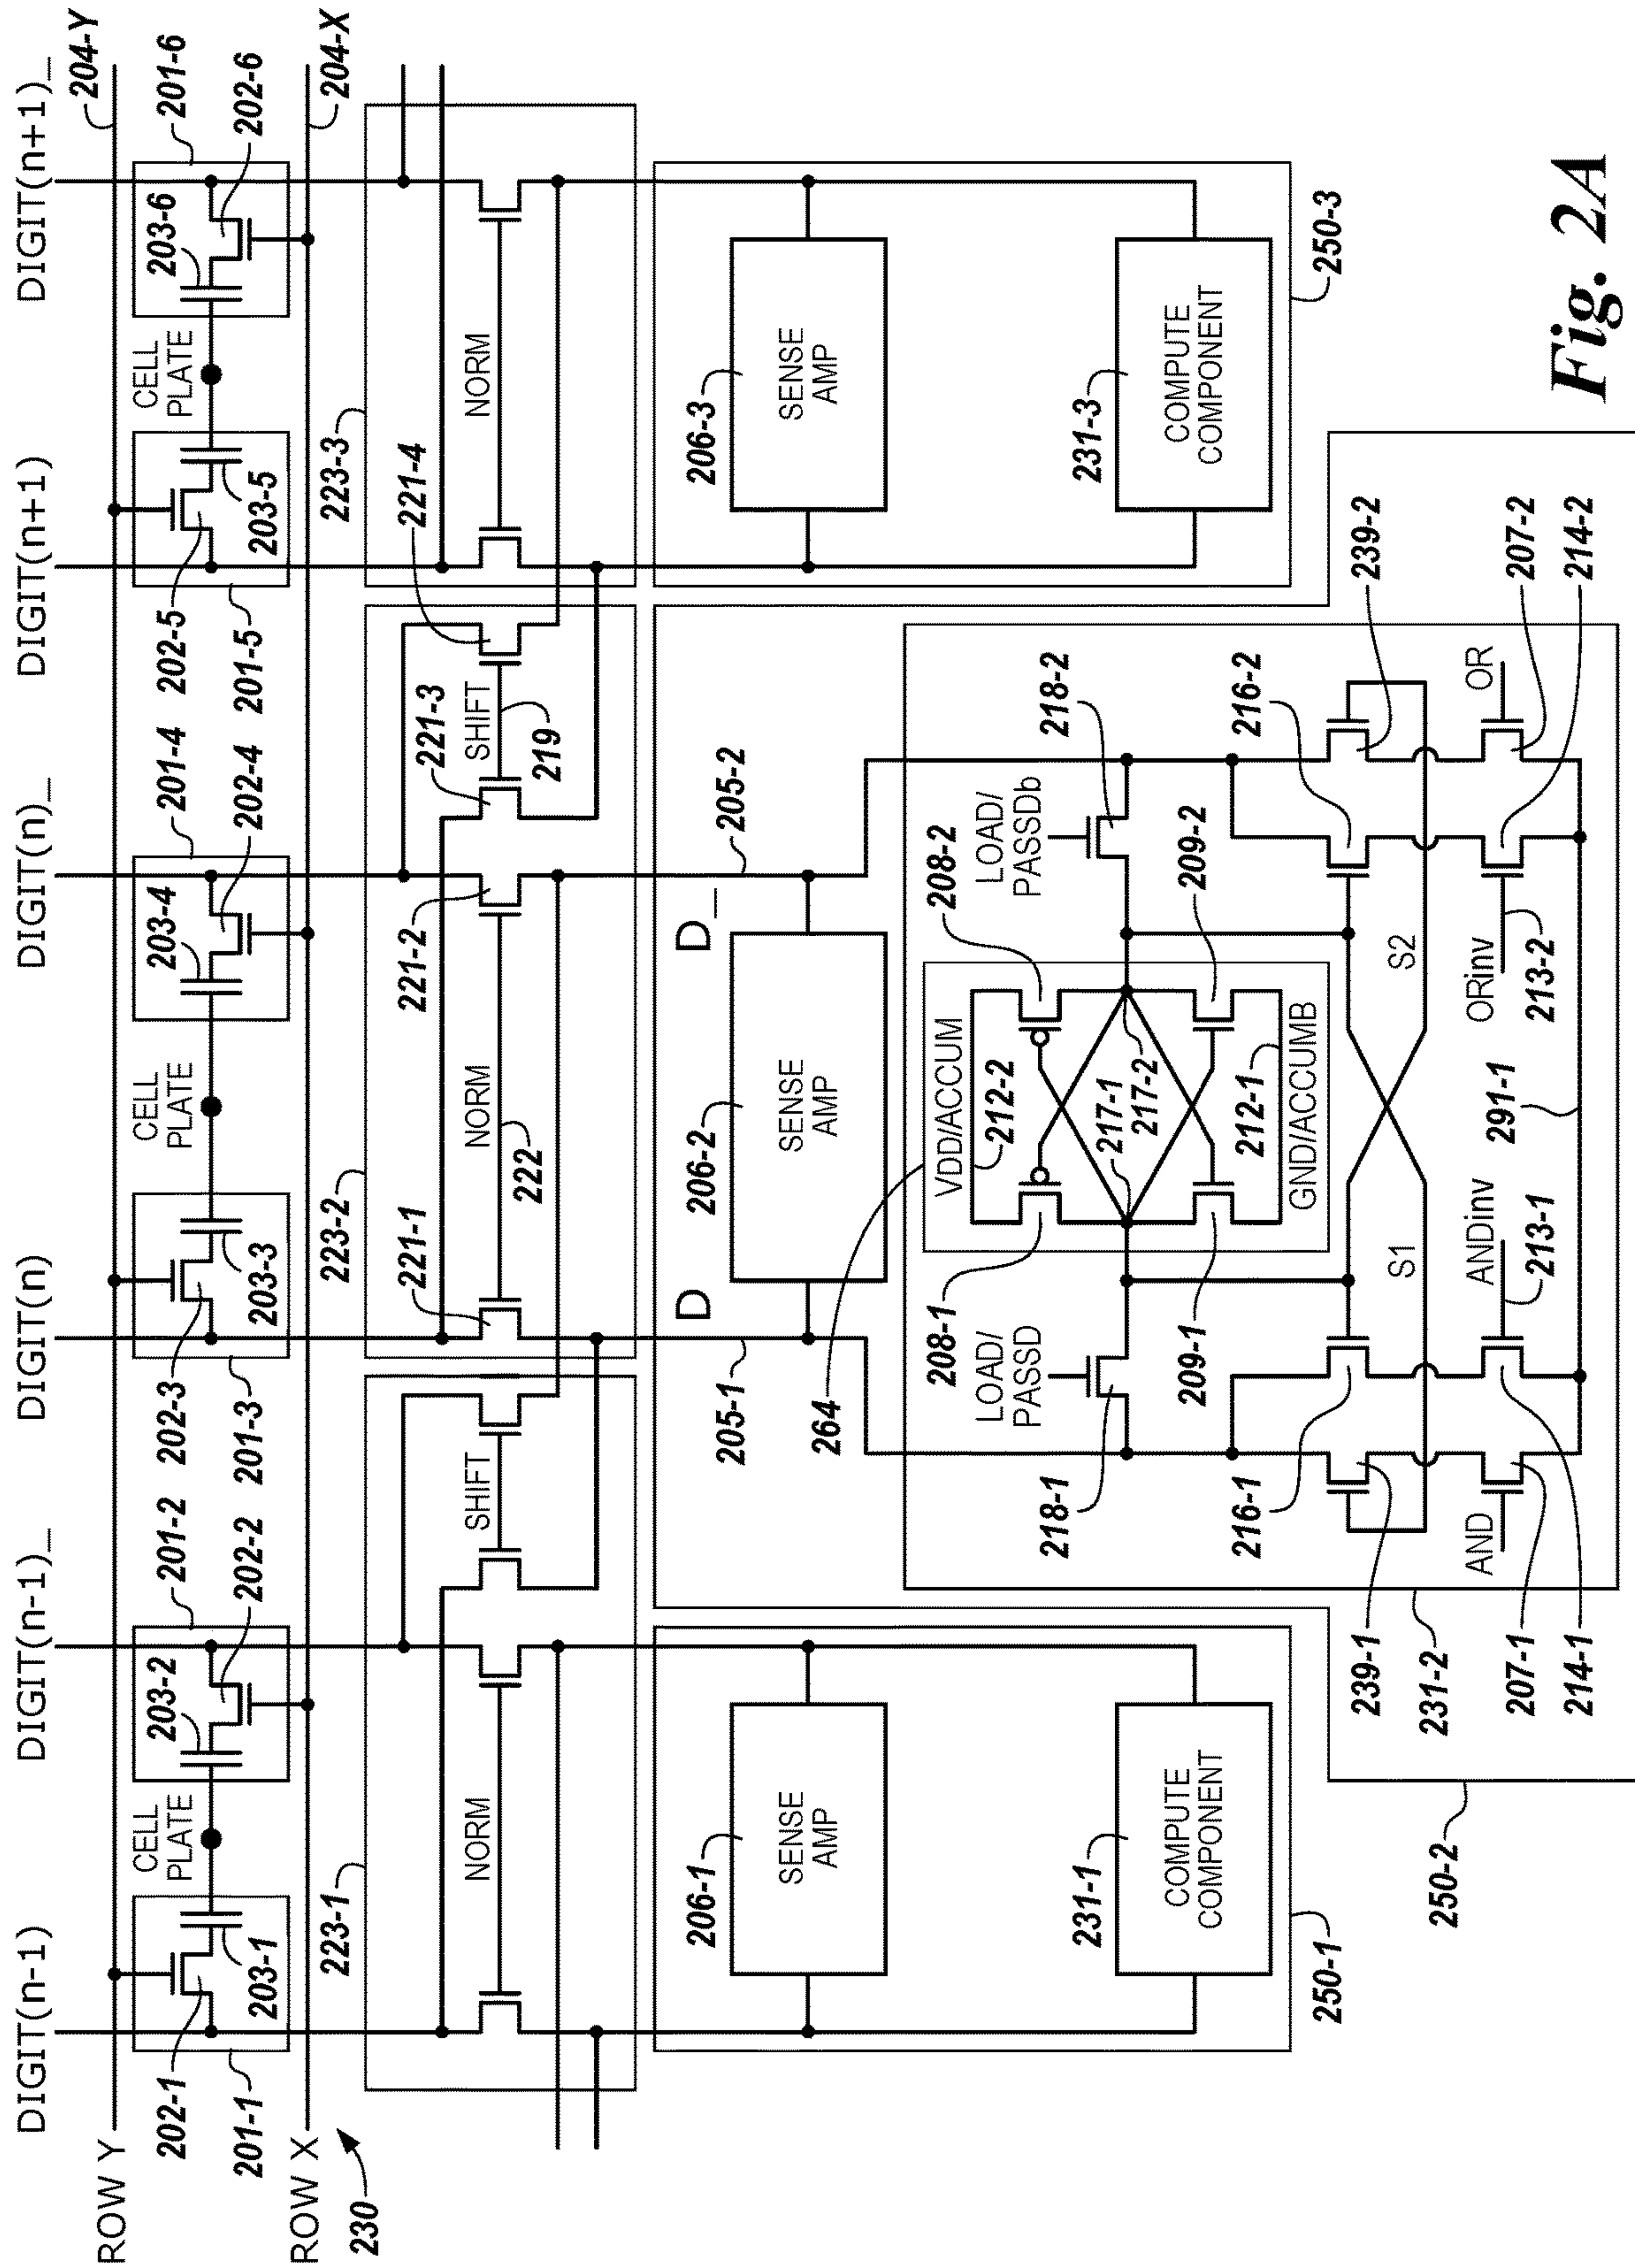 DIGIT(n-1)
DIGIT(n-1)_
DIGIT(n)
DIGIT(n)_
DIGIT(n+1)
DIGIT(n+1)_
ROW Y
204-Y
202-1
203-1
201-1
CELL
PLATE
203-2
201-2
202-2
202-3
203-3
201-3
CELL
PLATE
203-4
201-4
202-4
202-5
203-5
201-5
CELL
PLATE
203-6
201-6
202-6
ROW X
204-X
230
223-1
NORM
SHIFT
223-2
221-1
NORM
222
221-2
221-3
SHIFT
219
221-4
223-3
NORM
206-1
SENSE
AMP
231-1
COMPUTE
COMPONENT
250-1
205-1
D
206-2
SENSE
AMP
D_
205-2
206-3
SENSE
AMP
231-3
COMPUTE
COMPONENT
250-3
264
VDD/ACCUM
212-2
208-1
208-2
LOAD/
PASSD
LOAD/
PASSDb
218-1
218-2
217-1
217-2
209-1
209-2
212-1
GND/ACCUMB
216-1
216-2
239-1
239-2
S1
S2
231-2
AND
ANDinv
ORinv
OR
207-1
213-1
213-2
207-2
214-1
291-1
214-2
250-2
Fig. 2A